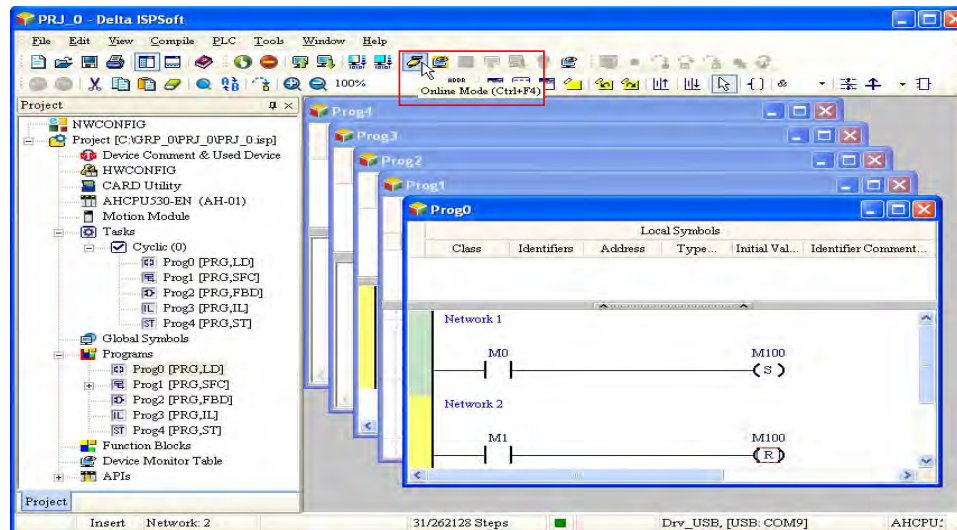 PRJ_0 - Delta ISPSoft
File Edit View Compile PLC Tools Window Help
100%
ADDR
Online Mode (Ctrl+F4)
Project
NWCONFIG
Project [C:\GRP_0\PRJ_0\PRJ_0.isp]
Device Comment & Used Device
HWCONFIG
CARD Utility
AHCPU530-EN (AH-01)
Motion Module
Tasks
Cyclic (0)
Prog0 [PRG,LD]
Prog1 [PRG,SFC]
Prog2 [PRG,FBD]
Prog3 [PRG,IL]
Prog4 [PRG,ST]
Global Symbols
Programs
Prog0 [PRG,LD]
Prog1 [PRG,SFC]
Prog2 [PRG,FBD]
Prog3 [PRG,IL]
Prog4 [PRG,ST]
Function Blocks
Device Monitor Table
APIs
Project
Prog4
Prog3
Prog2
Prog1
Prog0
Local Symbols
Class Identifiers Address Type... Initial Val... Identifier Comment...
Network 1
M0 M100
( S )
Network 2
M1 M100
( R )
Insert Network: 2 31/262128 Steps Drv_USB, [USB: COM9] AHCPU: